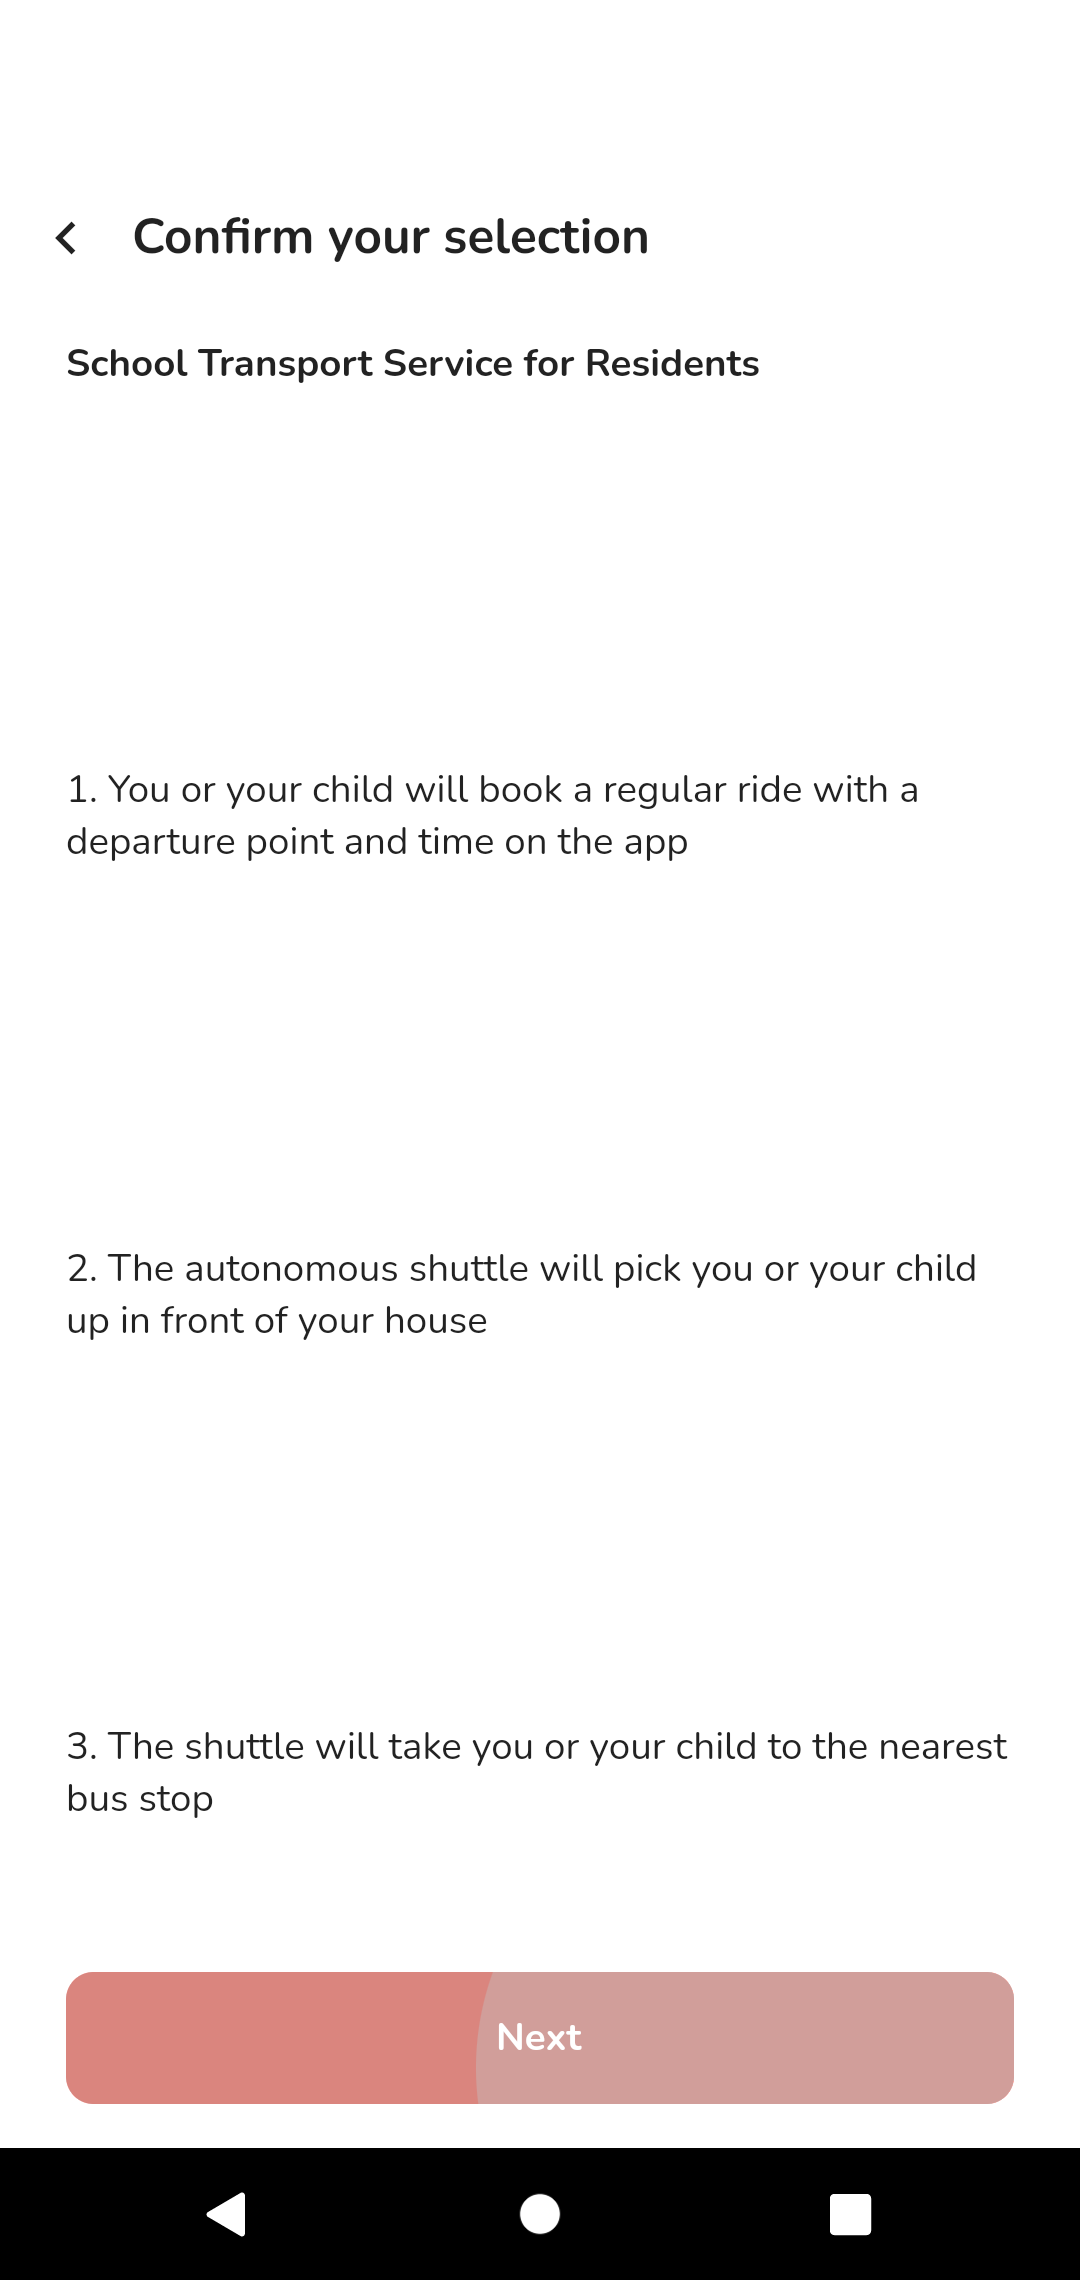 Confirm your selection
School Transport Service for Residents
1. You or your child will book a regular ride with a
departure point and time on the app
2. The autonomous shuttle will pick you or your child
up in front of your house
3. The shuttle will take you or your child to the nearest
bus stop
Next